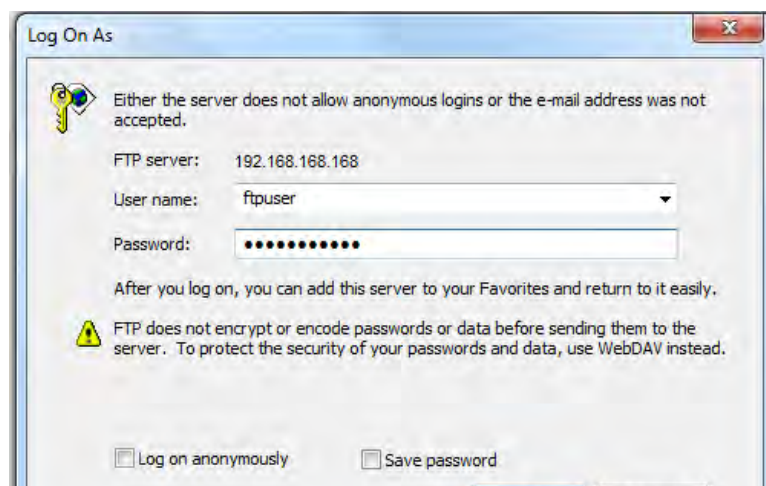 Log On As
Either the server does not allow anonymous logins or the e-mail address was not
accepted.
FTP server: 192.168.168.168
User name: ftpuser
Password: •••••••••••
After you log on, you can add this server to your Favorites and return to it easily.
FTP does not encrypt or encode passwords or data before sending them to the
server. To protect the security of your passwords and data, use WebDAV instead.
Log on anonymously Save password